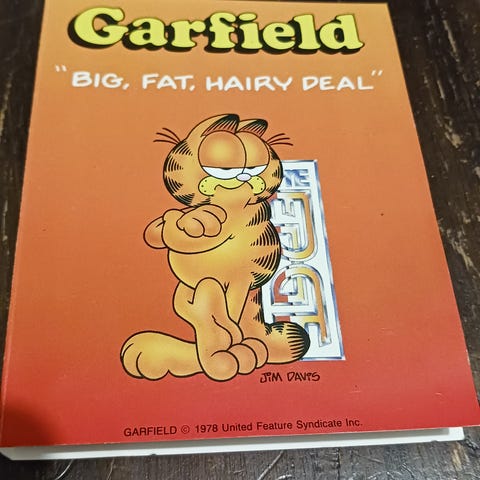 Garfield
"BIG, FAT, HAIRY DEAL"
JIM DAVIS
GARFIELD © 1978 United Feature Syndicate Inc.